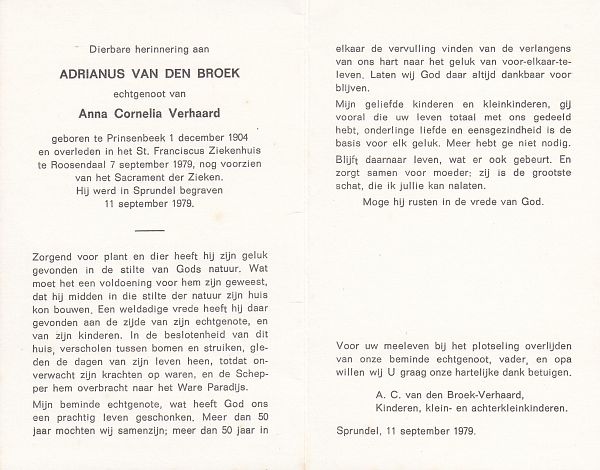 Dierbare herinnering aan
ADRIANUS VAN DEN BROEK
echtgenoot van
Anna Cornelia Verhaard
geboren te Prinsenbeek 1 december 1904
en overleden in het St. Franciscus Ziekenhuis
te Roosendaal 7 september 1979, nog voorzien
van het Sacrament der Zieken.
Hij werd in Sprundel begraven
11 september 1979.
Zorgend voor plant en dier heeft hij zijn geluk
gevonden in de stilte van Gods natuur. Wat
moet het een voldoening voor hem zijn geweest,
dat hij midden in die stilte der natuur zijn huis
kon bouwen. Een weldadige vrede heeft hij daar
gevonden aan de zijde van zijn echtgenote, en
van zijn kinderen. In de beslotenheid van dit
huis, verscholen tussen bomen en struiken, gle-
den de dagen van zijn leven heen, totdat on-
verwacht zijn krachten op waren, en de Schep-
per hem overbracht naar het Ware Paradijs.
Mijn beminde echtgenote, wat heeft God ons
een prachtig leven geschonken. Meer dan 50
jaar mochten wij samenzijn; meer dan 50 jaar in
elkaar de vervulling vinden van de verlangens
van ons hart naar het geluk van voor-elkaar-te-
leven. Laten wij God daar altijd dankbaar voor
blijven.
Mijn geliefde kinderen en kleinkinderen, gij
vooral die uw leven totaal met ons gedeeld
hebt, onderlinge liefde en eensgezindheid is de
basis voor elk geluk. Meer hebt ge niet nodig.
Blijft daarnaar leven, wat er ook gebeurt. En
zorgt samen voor moeder; zij is de grootste
schat, die ik jullie kan nalaten.
Moge hij rusten in de vrede van God.
Voor uw meeleven bij het plotseling overlijden
van onze beminde echtgenoot, vader, en opa
willen wij U graag onze hartelijke dank betuigen.
A. C. van den Broek-Verhaard,
Kinderen, klein- en achterkleinkinderen.
Sprundel, 11 september 1979.